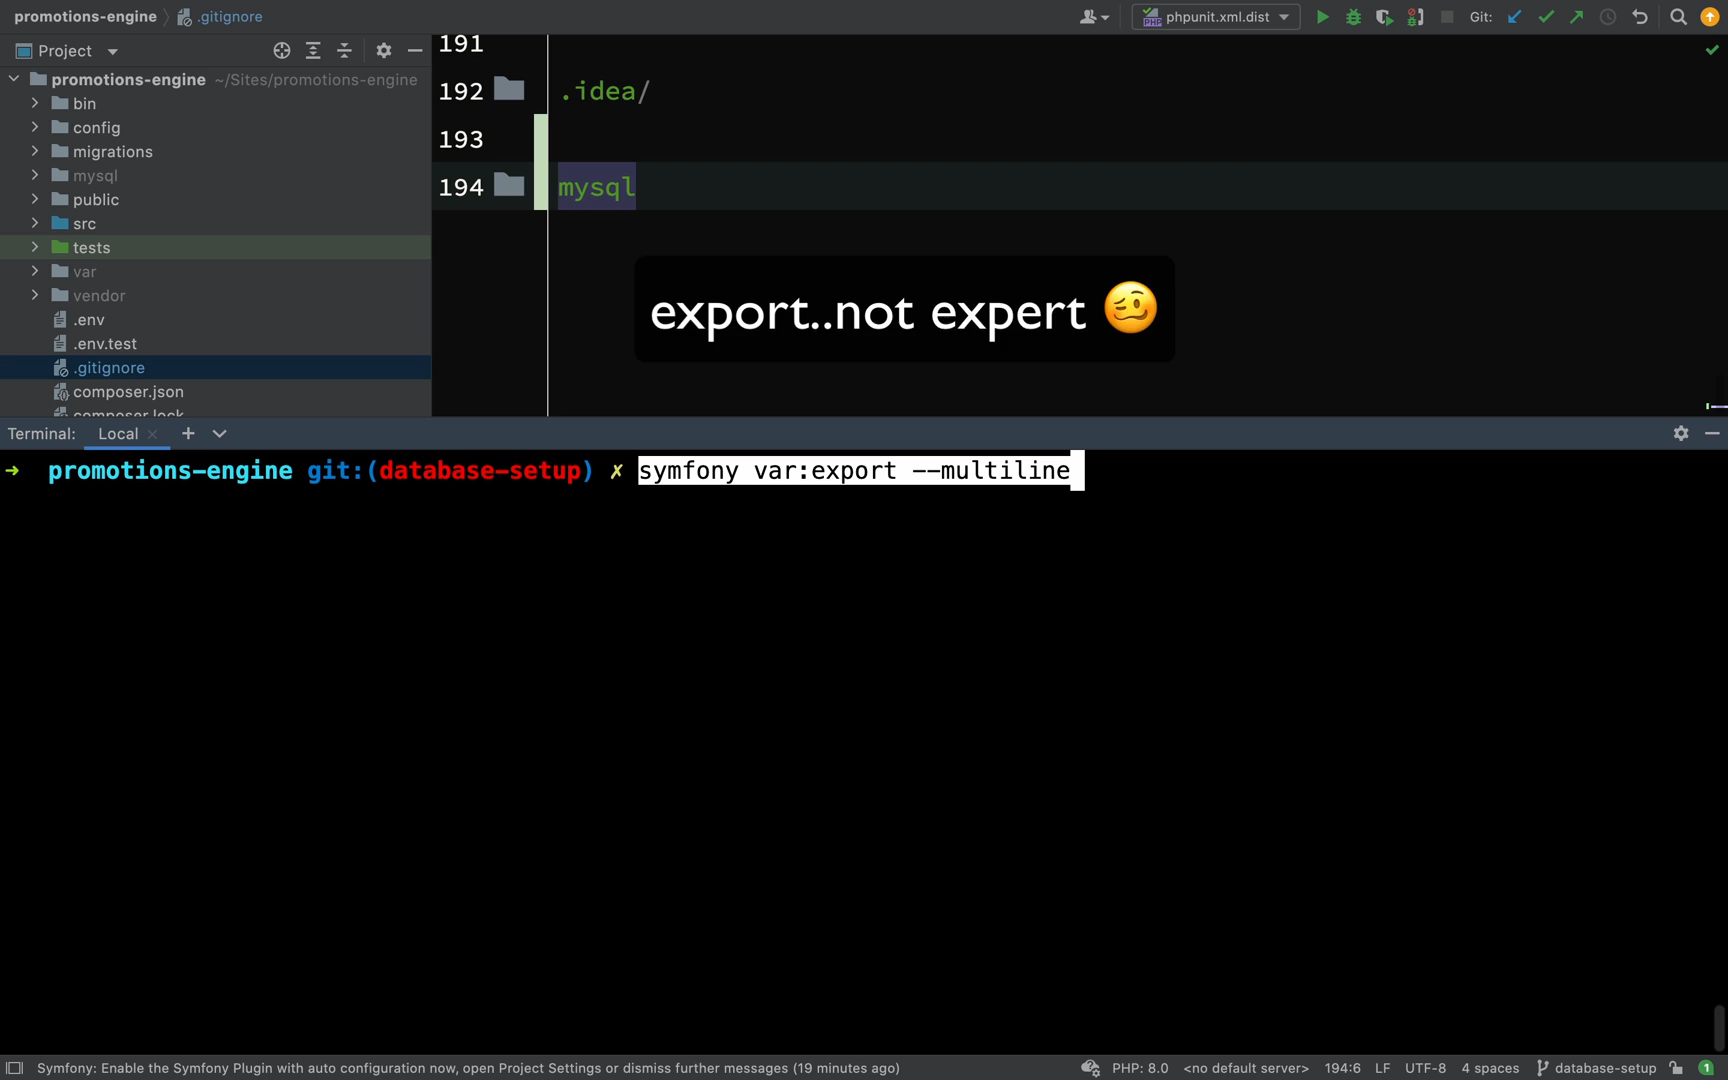 promotions-engine .gitignore
phpunit.xml.dist Git:
Project
promotions-engine ~/Sites/promotions-engine
bin
config
migrations
mysql
public
src
tests
var
vendor
.env
.env.test
.gitignore
composer.json
composer.lock
191
192 .idea/
193
194 mysql
export..not expert 🥴
Terminal: Local
➜ promotions-engine git:(database-setup) ✗ symfony var:export --multiline
Symfony: Enable the Symfony Plugin with auto configuration now, open Project Settings or dismiss further messages (19 minutes ago) PHP: 8.0 <no default server> 194:6 LF UTF-8 4 spaces database-setup 1